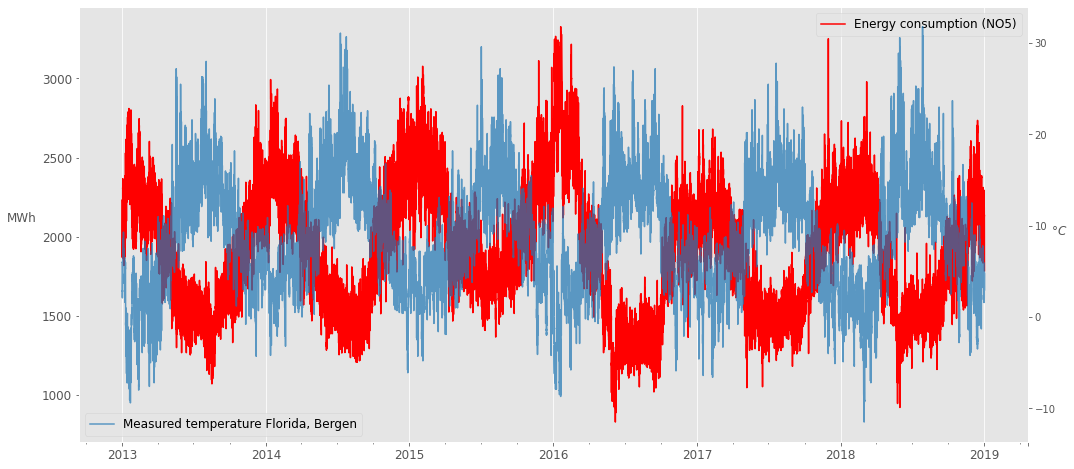 Energy consumption (NO5)
30
3000
2500
20
2000
MWh
10
°C
1500
0
1000
−10
Measured temperature Florida, Bergen
2013 2014 2015 2016 2017 2018 2019